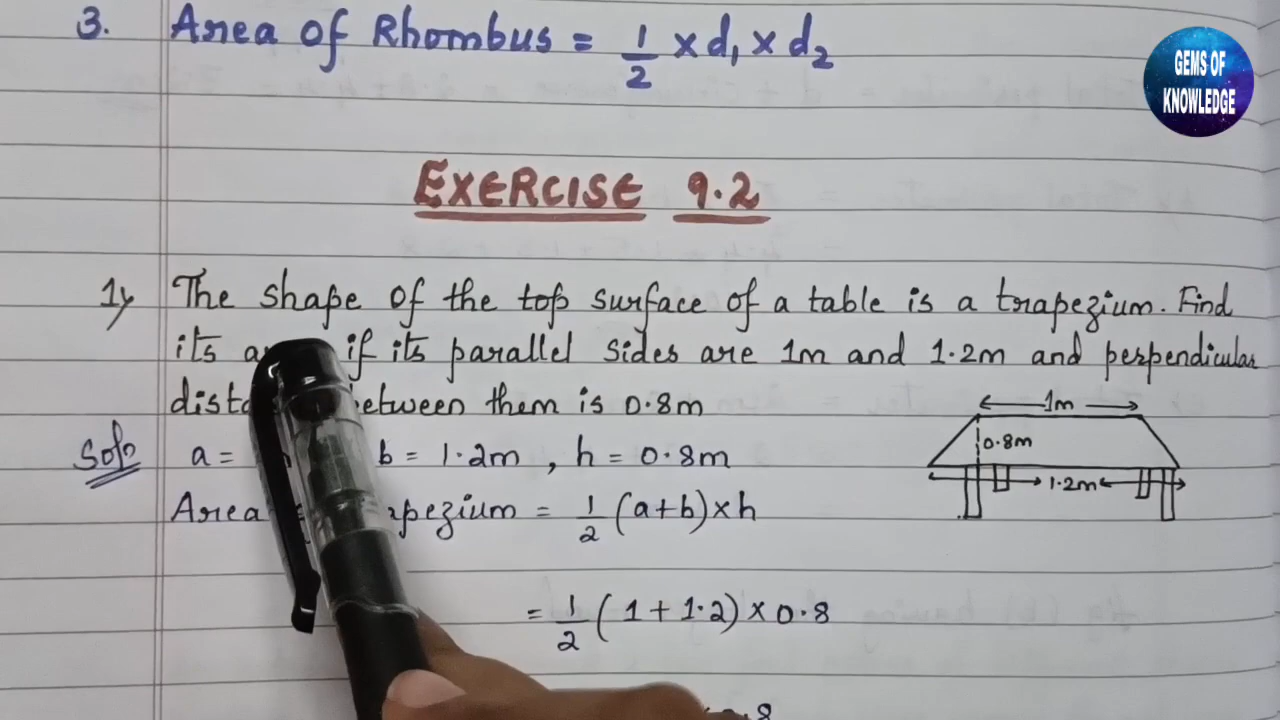 3. Area of Rhombus = 1/2 × d₁ × d₂
GEMS OF
KNOWLEDGE
EXERCISE 9.2
1) The shape of the top surface of a table is a trapezium. Find
its if its parallel sides are 1m and 1.2m and perpendicular
between them is 0.8m
Soln a = b = 1.2m , h = 0.8m
Area = 1/2 (a+b)×h
= 1/2 (1 + 1.2) × 0.8
1m
0.8m
1.2m